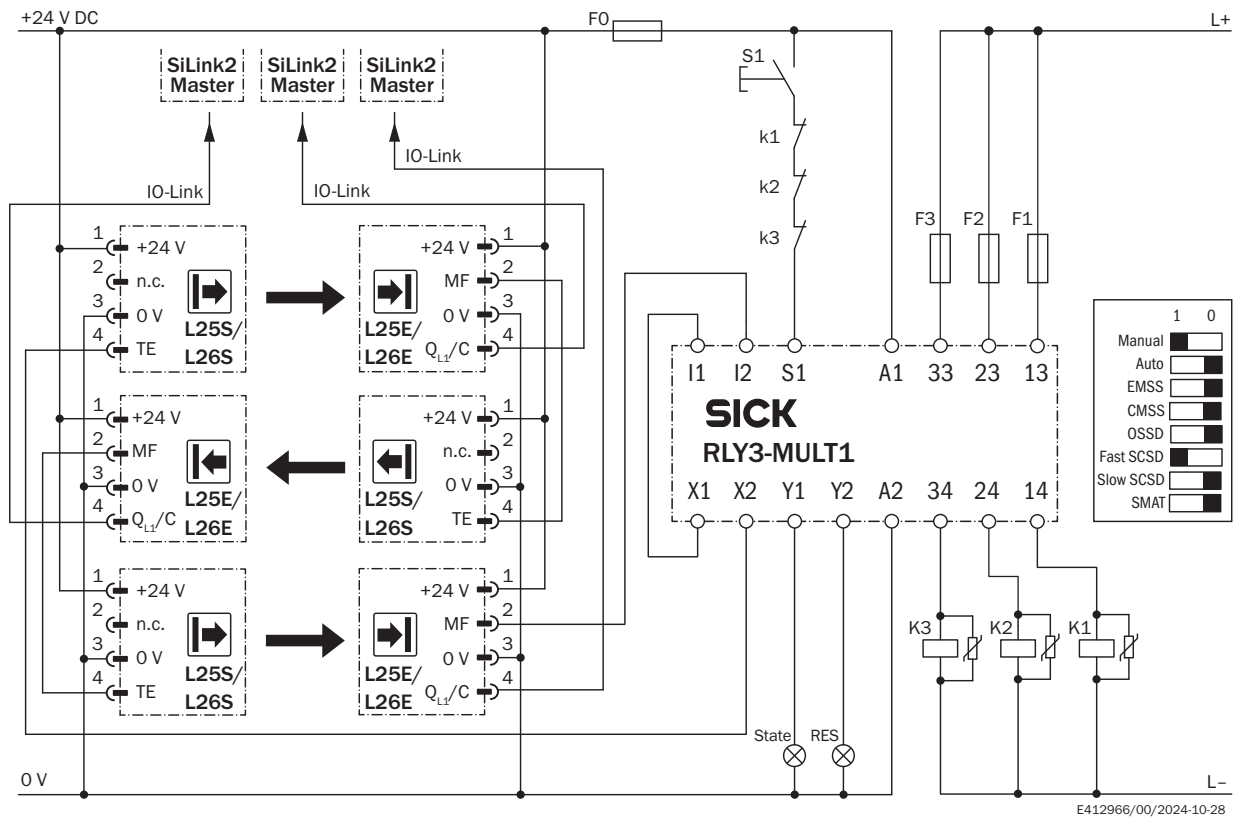 +24 V DC
F0
L+
SiLink2
Master
SiLink2
Master
SiLink2
Master
S1
k1
k2
k3
IO-Link
IO-Link
IO-Link
F3
F2
F1
1
+24 V
2
n.c.
3
0 V
4
TE
L25S/
L26S
+24 V
1
MF
2
0 V
3
QL1/C
4
L25E/
L26E
1
+24 V
2
MF
3
0 V
4
QL1/C
L25E/
L26E
+24 V
1
n.c.
2
0 V
3
TE
4
L25S/
L26S
1
+24 V
2
n.c.
3
0 V
4
TE
L25S/
L26S
+24 V
1
MF
2
0 V
3
QL1/C
4
L25E/
L26E
I1 I2 S1 A1 33 23 13
SICK
RLY3-MULT1
X1 X2 Y1 Y2 A2 34 24 14
1 0
Manual
Auto
EMSS
CMSS
OSSD
Fast SCSD
Slow SCSD
SMAT
K3
K2
K1
State
RES
0 V
L–
E412966/00/2024-10-28